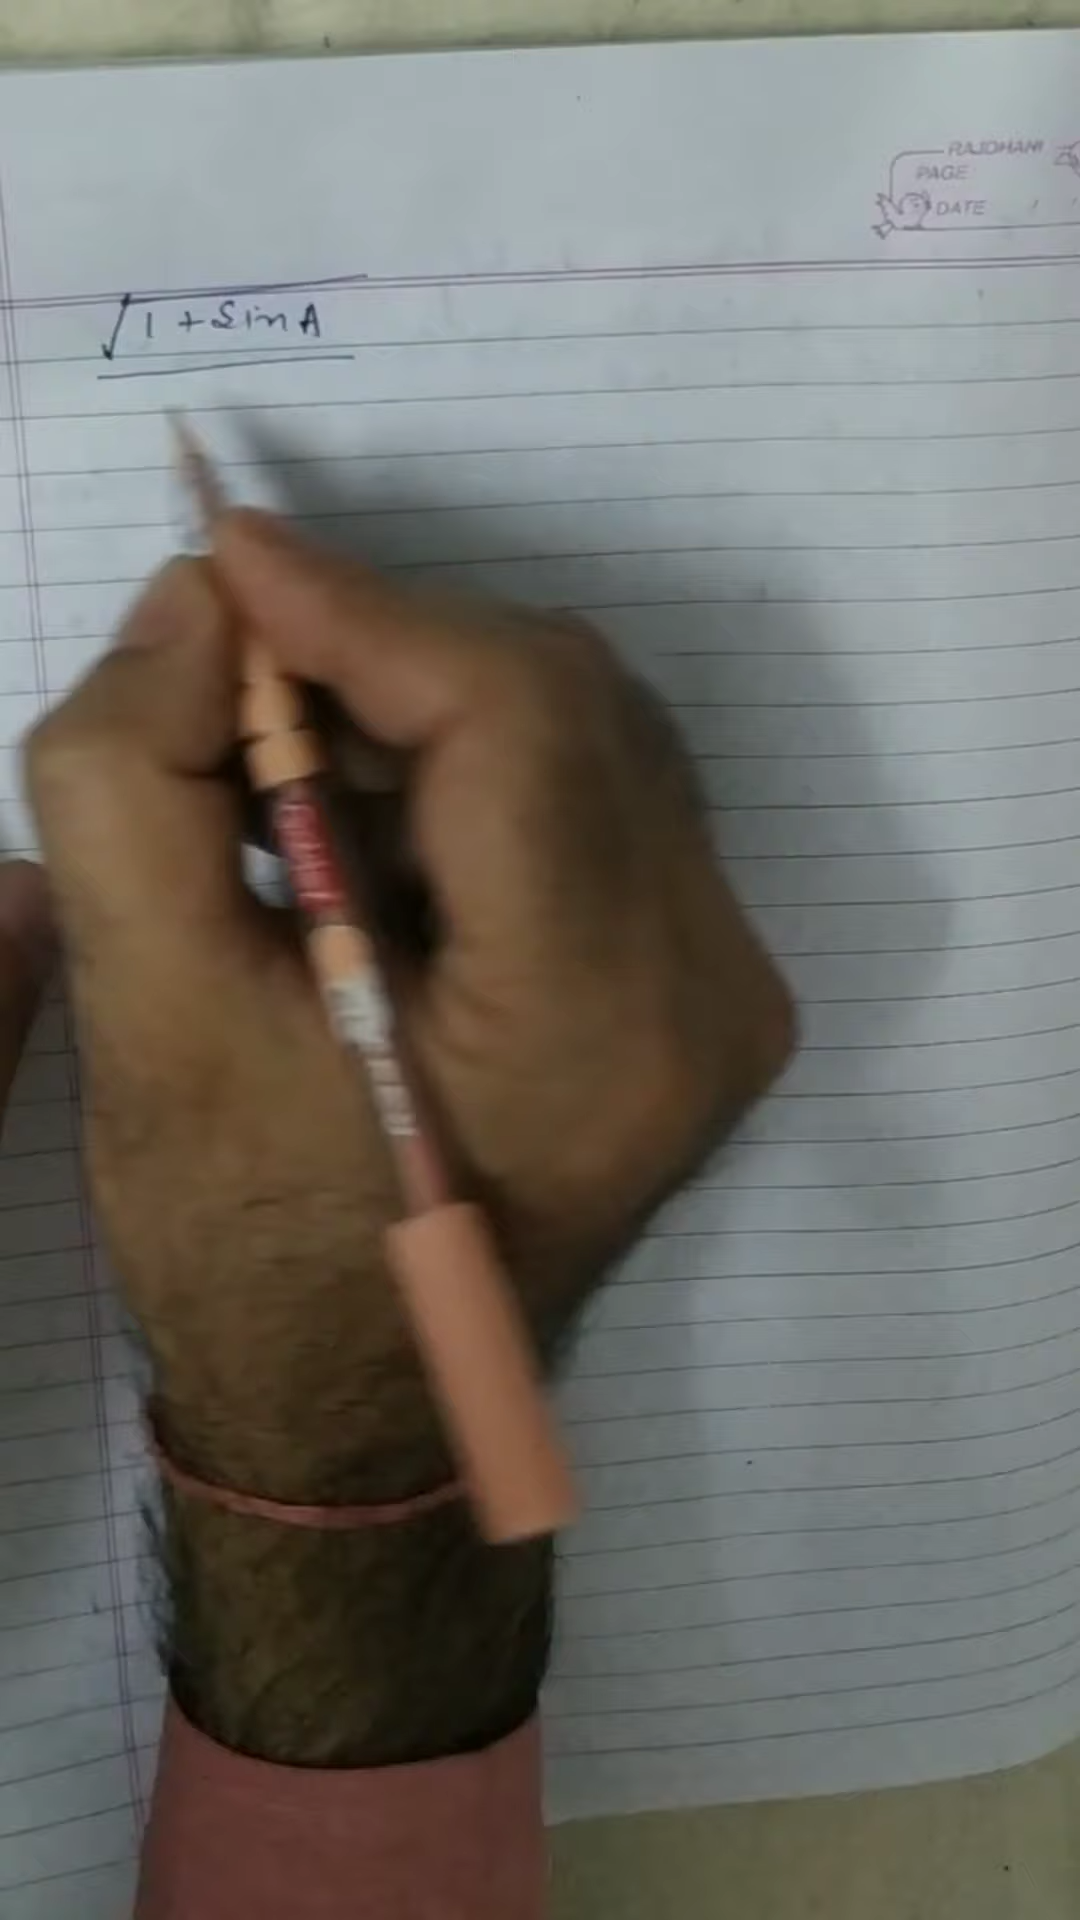 RAJDHANI
PAGE
DATE / /
√1 + Sin A